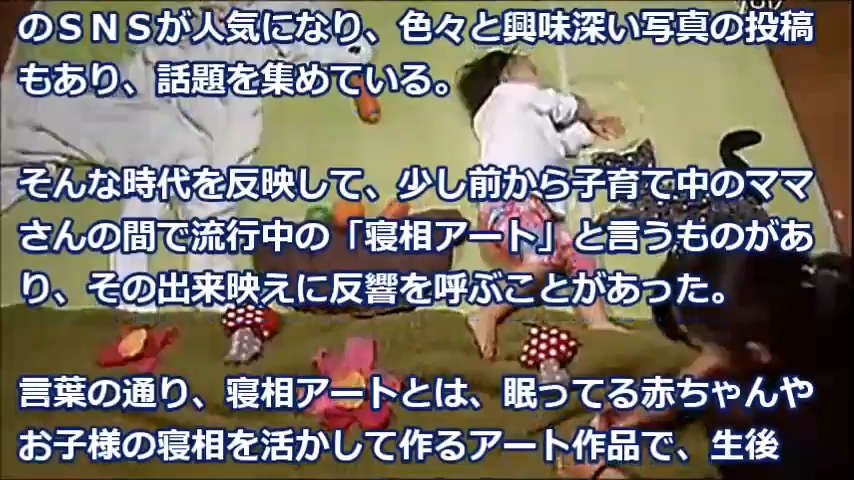 のＳＮＳが人気になり、色々と興味深い写真の投稿
もあり、話題を集めている。
そんな時代を反映して、少し前から子育て中のママ
さんの間で流行中の「寝相アート」と言うものがあ
り、その出来映えに反響を呼ぶことがあった。
言葉の通り、寝相アートとは、眠ってる赤ちゃんや
お子様の寝相を活かして作るアート作品で、生後